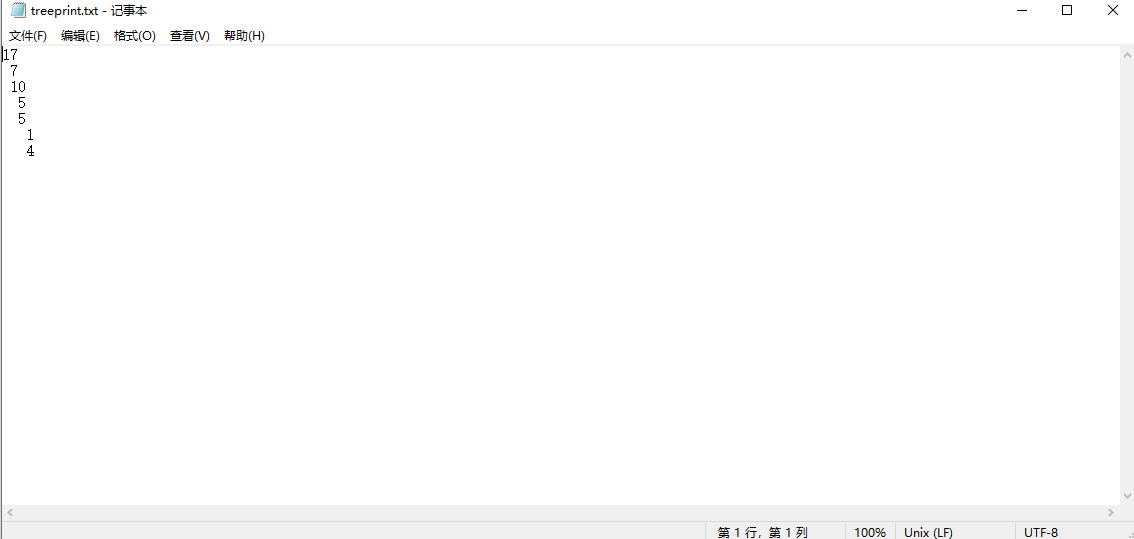 treeprint.txt - 记事本
文件(F) 编辑(E) 格式(O) 查看(V) 帮助(H)
17
 7
 10
  5
  5
   1
   4
第 1 行，第 1 列 100% Unix (LF) UTF-8